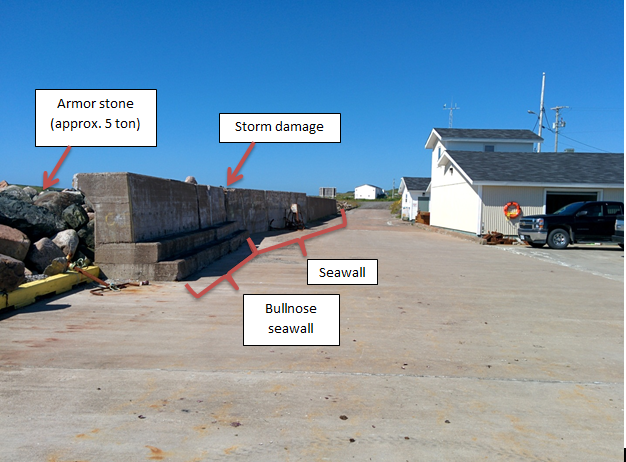 Armor stone
(approx. 5 ton)
Storm damage
Seawall
Bullnose
seawall